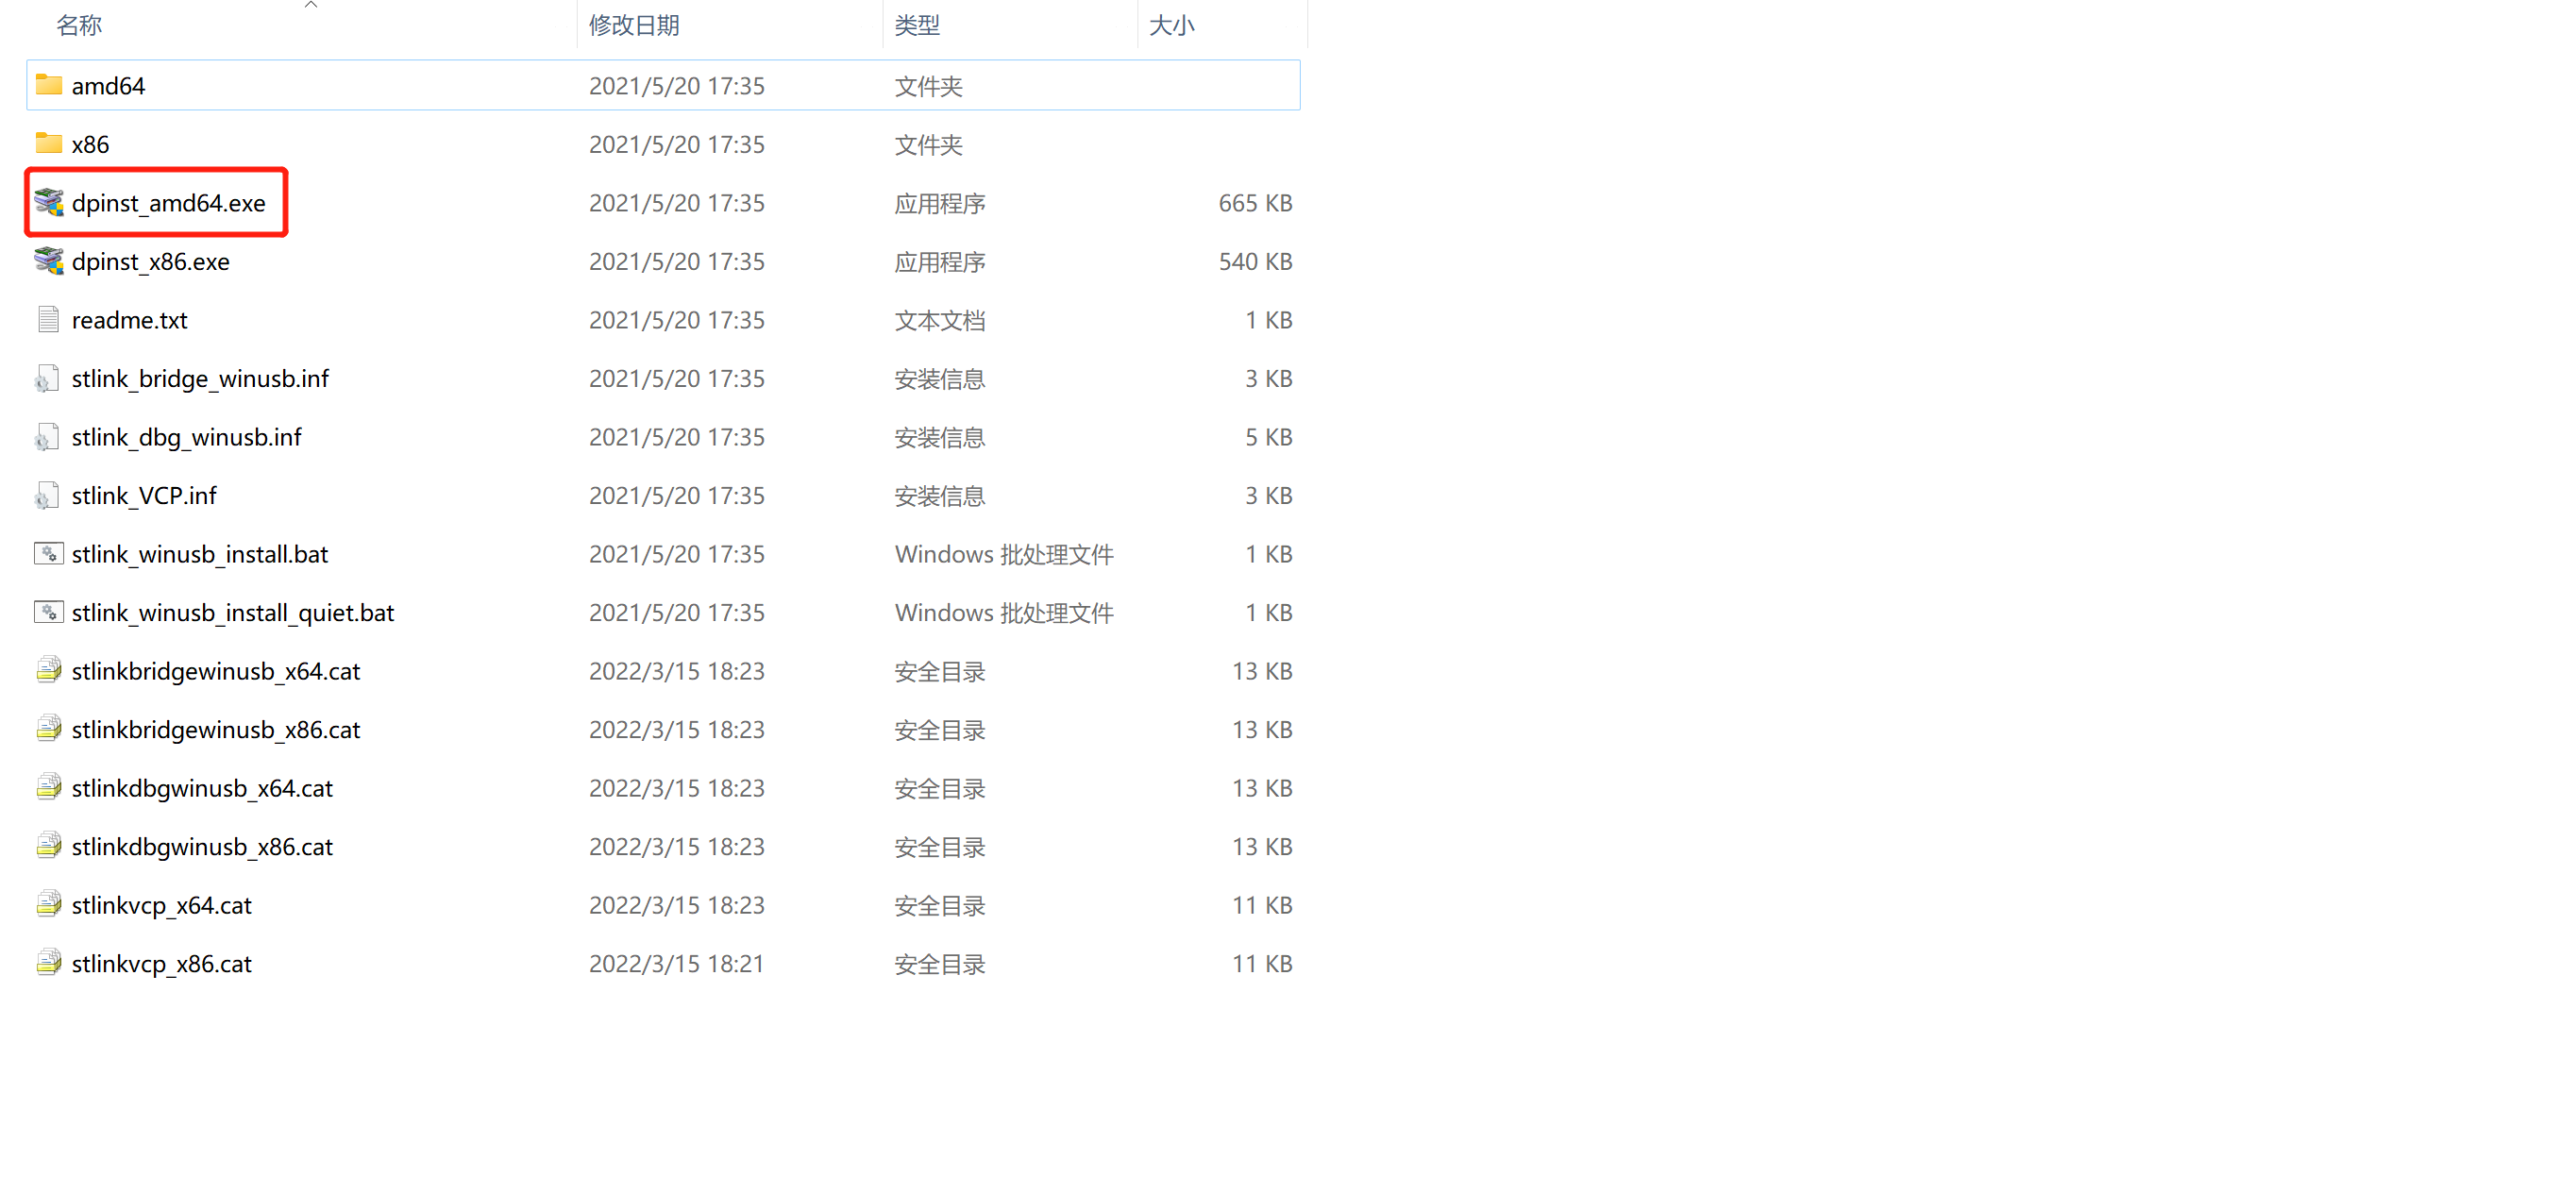 名称 修改日期 类型 大小
amd64 2021/5/20 17:35 文件夹
x86 2021/5/20 17:35 文件夹
dpinst_amd64.exe 2021/5/20 17:35 应用程序 665 KB
dpinst_x86.exe 2021/5/20 17:35 应用程序 540 KB
readme.txt 2021/5/20 17:35 文本文档 1 KB
stlink_bridge_winusb.inf 2021/5/20 17:35 安装信息 3 KB
stlink_dbg_winusb.inf 2021/5/20 17:35 安装信息 5 KB
stlink_VCP.inf 2021/5/20 17:35 安装信息 3 KB
stlink_winusb_install.bat 2021/5/20 17:35 Windows 批处理文件 1 KB
stlink_winusb_install_quiet.bat 2021/5/20 17:35 Windows 批处理文件 1 KB
stlinkbridgewinusb_x64.cat 2022/3/15 18:23 安全目录 13 KB
stlinkbridgewinusb_x86.cat 2022/3/15 18:23 安全目录 13 KB
stlinkdbgwinusb_x64.cat 2022/3/15 18:23 安全目录 13 KB
stlinkdbgwinusb_x86.cat 2022/3/15 18:23 安全目录 13 KB
stlinkvcp_x64.cat 2022/3/15 18:23 安全目录 11 KB
stlinkvcp_x86.cat 2022/3/15 18:21 安全目录 11 KB